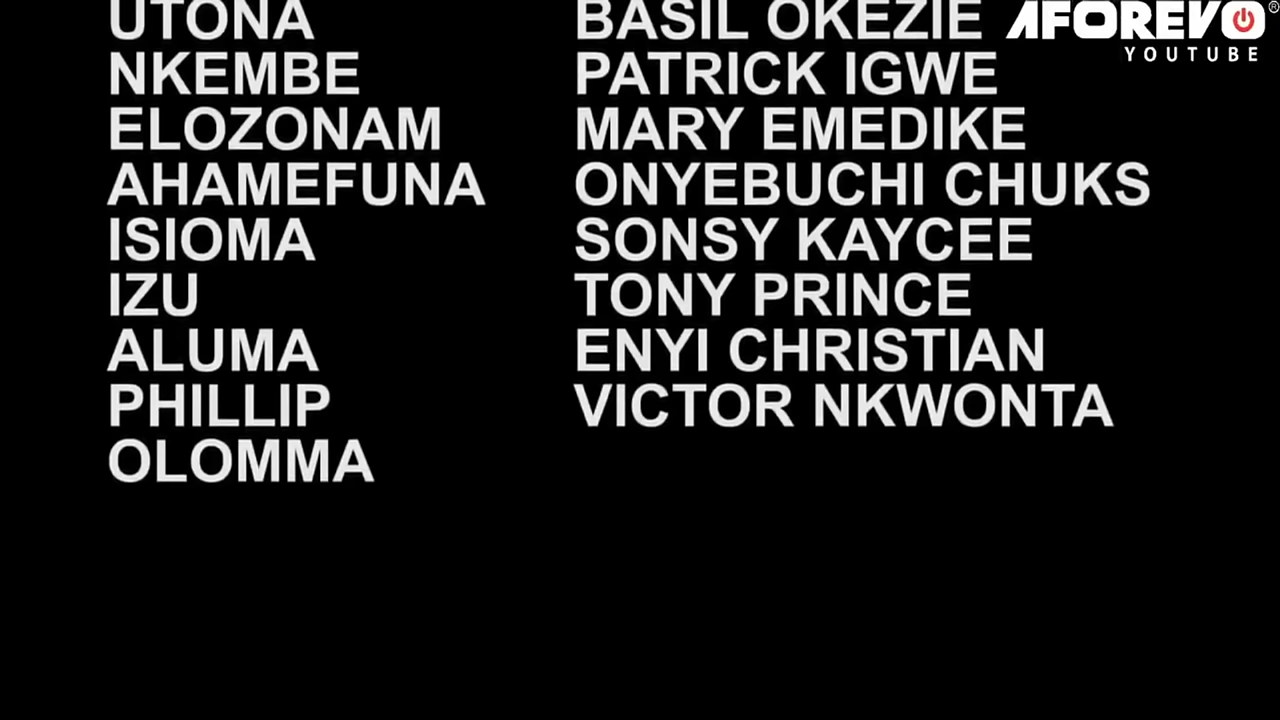 UTONA BASIL OKEZIE
NKEMBE PATRICK IGWE
ELOZONAM MARY EMEDIKE
AHAMEFUNA ONYEBUCHI CHUKS
ISIOMA SONSY KAYCEE
IZU TONY PRINCE
ALUMA ENYI CHRISTIAN
PHILLIP VICTOR NKWONTA
OLOMMA
AFOREVO®
YOUTUBE